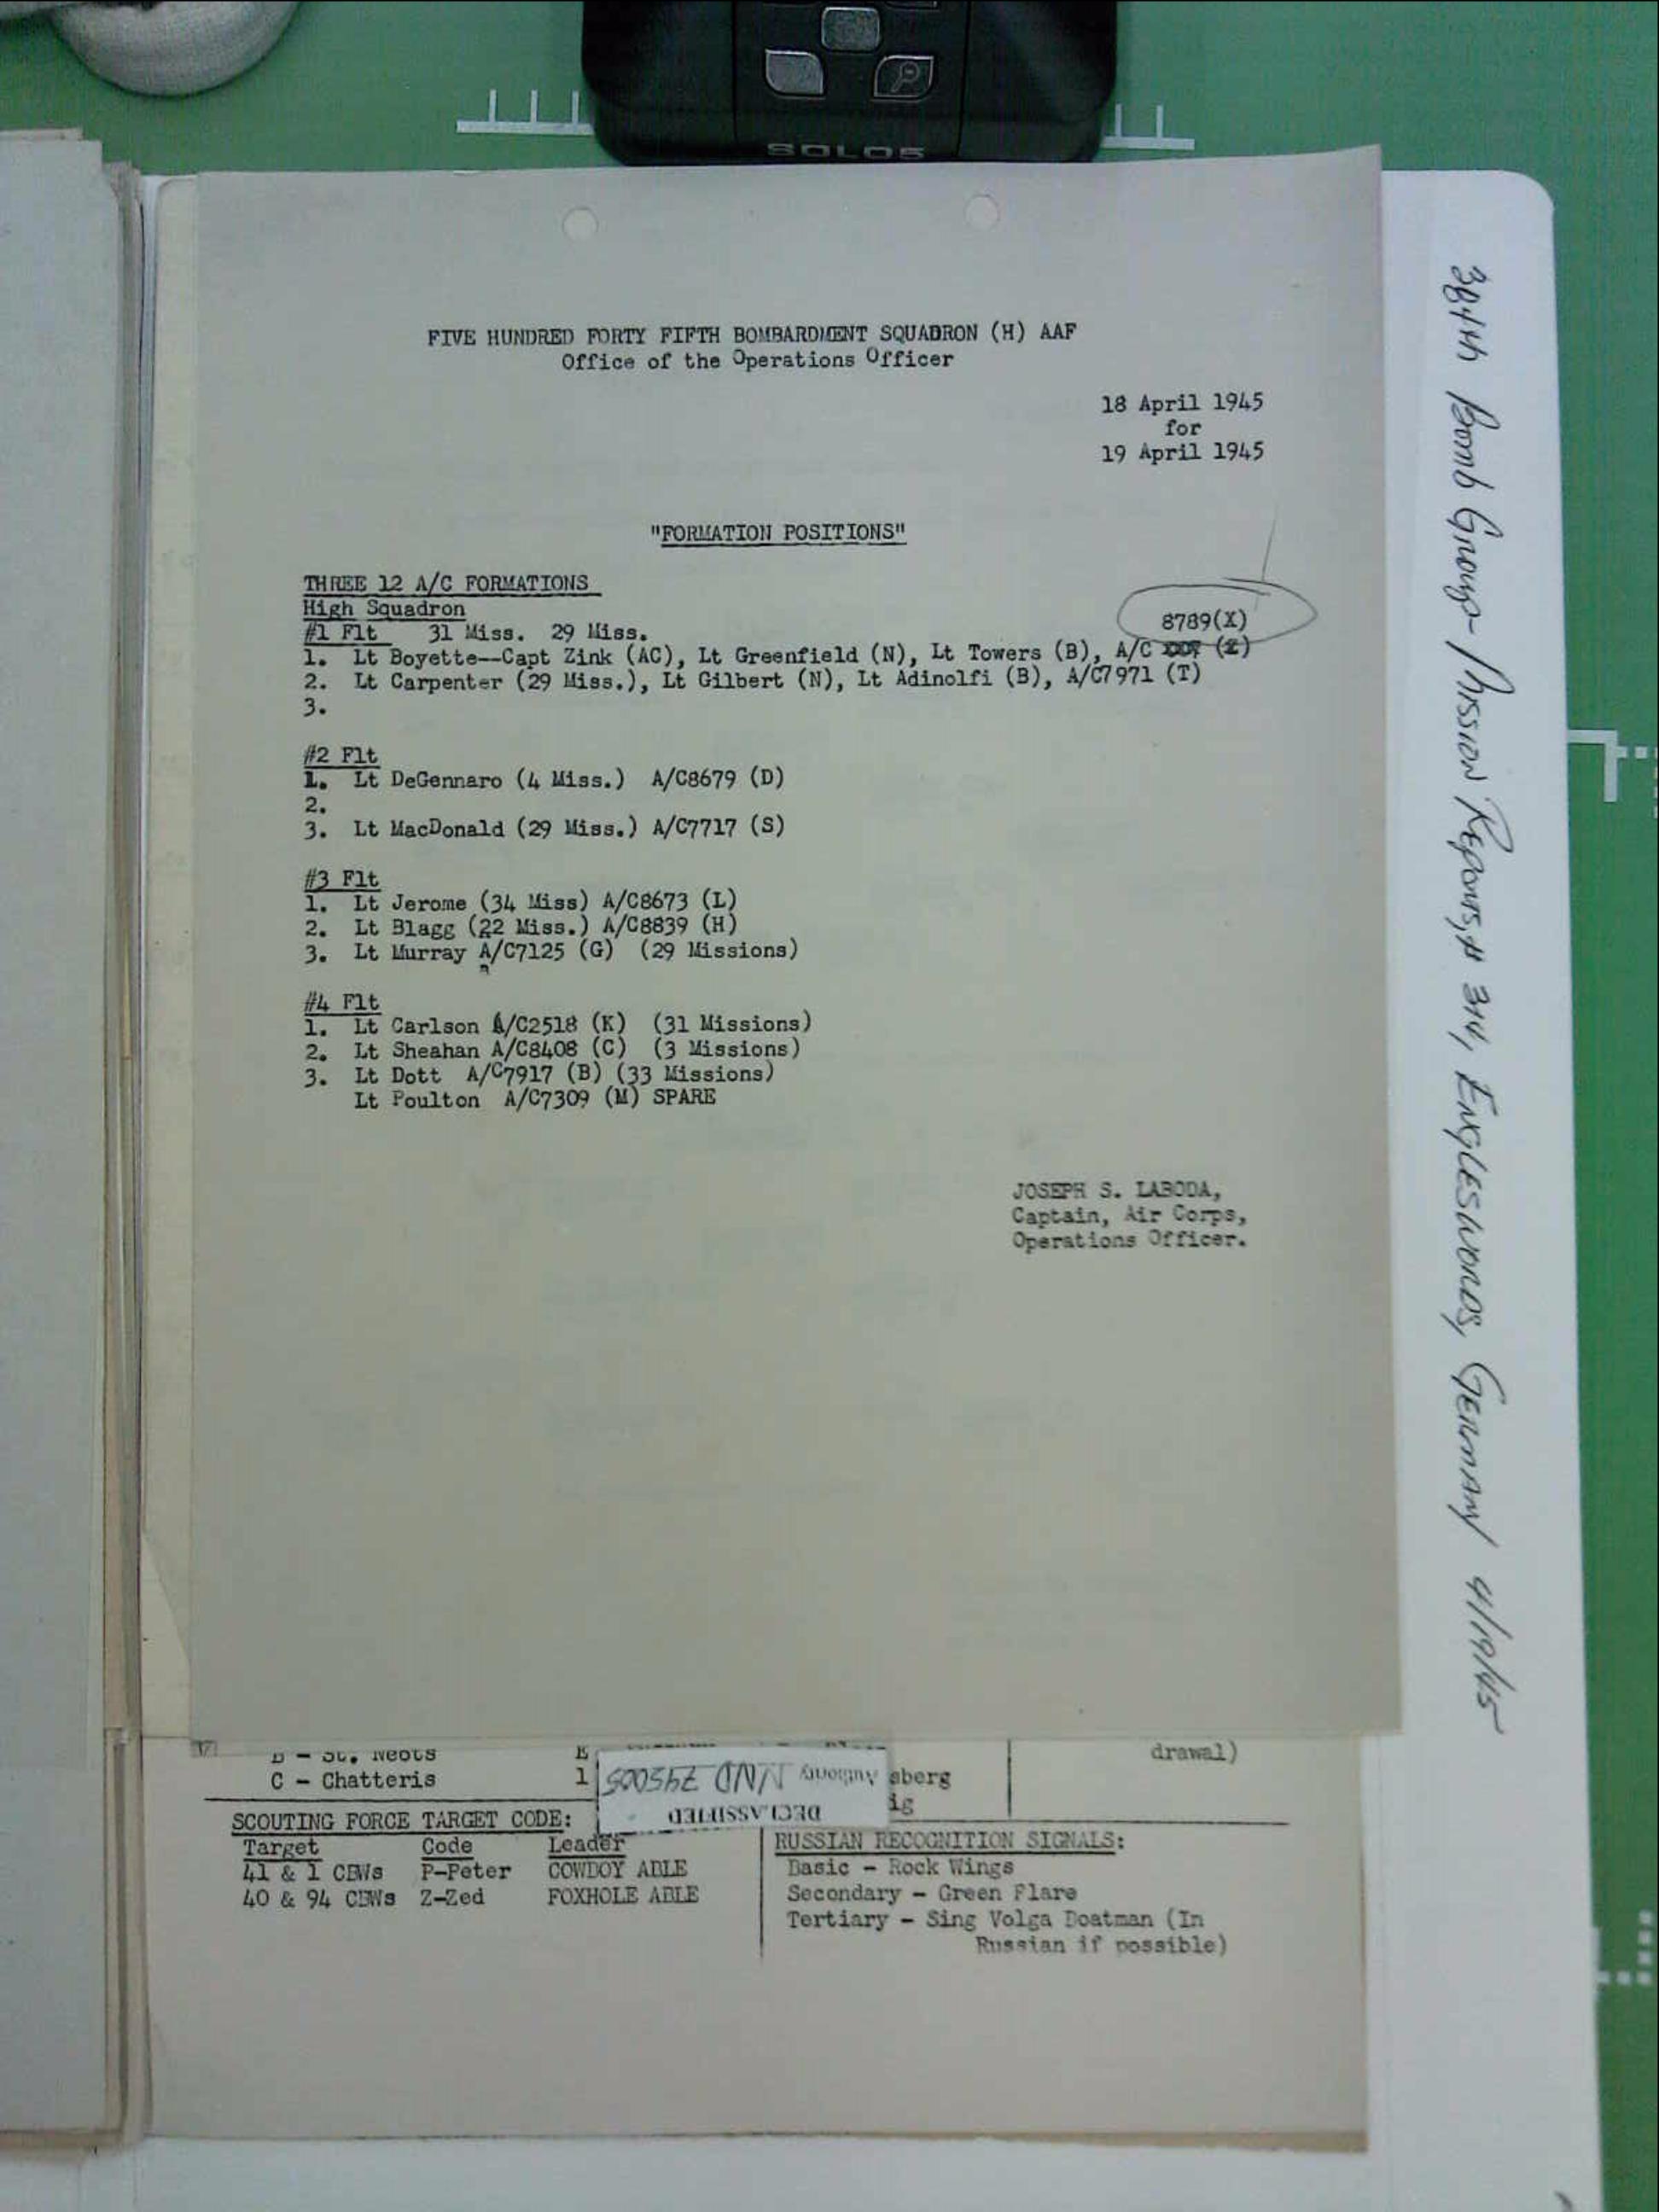 SOLO5
FIVE HUNDRED FORTY FIFTH BOMBARDMENT SQUADRON (H) AAF
Office of the Operations Officer
18 April 1945
for
19 April 1945
"FORMATION POSITIONS"
THREE 12 A/C FORMATIONS
High Squadron
#1 Flt 31 Miss. 29 Miss.
8789(X)
1. Lt Boyette--Capt Zink (AC), Lt Greenfield (N), Lt Towers (B), A/C
2. Lt Carpenter (29 Miss.), Lt Gilbert (N), Lt Adinolfi (B), A/C7971 (T)
3.
#2 Flt
1. Lt DeGennaro (4 Miss.) A/C8679 (D)
2.
3. Lt MacDonald (29 Miss.) A/C7717 (S)
#3 Flt
1. Lt Jerome (34 Miss) A/C8673 (L)
2. Lt Blagg (22 Miss.) A/C8839 (H)
3. Lt Murray A/C7125 (G) (29 Missions)
#4 Flt
1. Lt Carlson A/C2518 (K) (31 Missions)
2. Lt Sheahan A/C8408 (C) (3 Missions)
3. Lt Dott A/C7917 (B) (33 Missions)
Lt Poulton A/C7309 (M) SPARE
JOSEPH S. LABODA,
Captain, Air Corps,
Operations Officer.
384th Bomb Group - Mission Reports, # 314, Engleswords, Germany 4/19/45
B - St. Neots
drawal)
C - Chatteris 1
sberg
ig
Authority NND 745005
DECLASSIFIED
SCOUTING FORCE TARGET CODE:
Target Code Leader
41 & 1 CBWs P-Peter COWBOY ABLE
40 & 94 CBWs Z-Zed FOXHOLE ABLE
RUSSIAN RECOGNITION SIGNALS:
Basic - Rock Wings
Secondary - Green Flare
Tertiary - Sing Volga Boatman (In
Russian if possible)